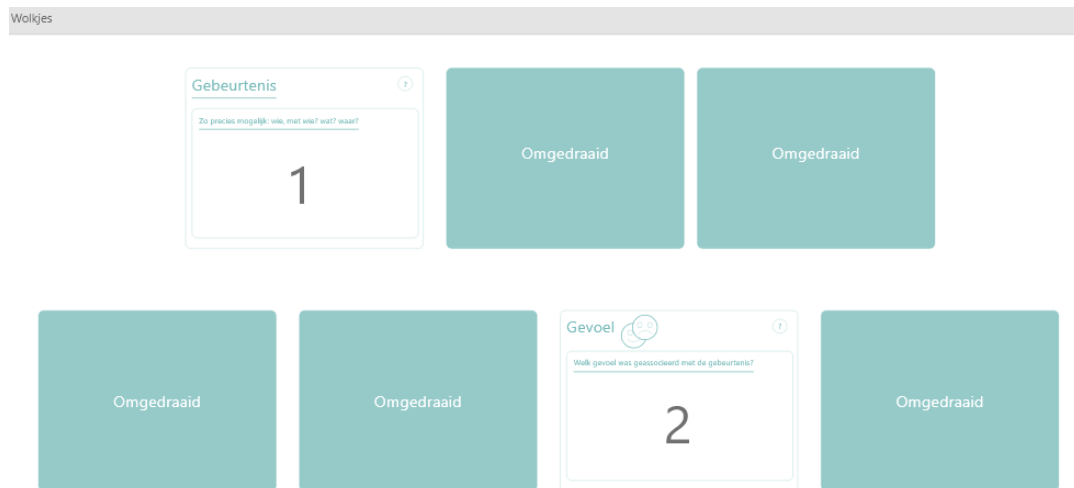 Wolkjes
Gebeurtenis
?
Zo precies mogelijk: wie, met wie? wat? waar?
1
Omgedraaid
Omgedraaid
Omgedraaid
Omgedraaid
Gevoel
?
Welk gevoel was geassocieerd met de gebeurtenis?
2
Omgedraaid